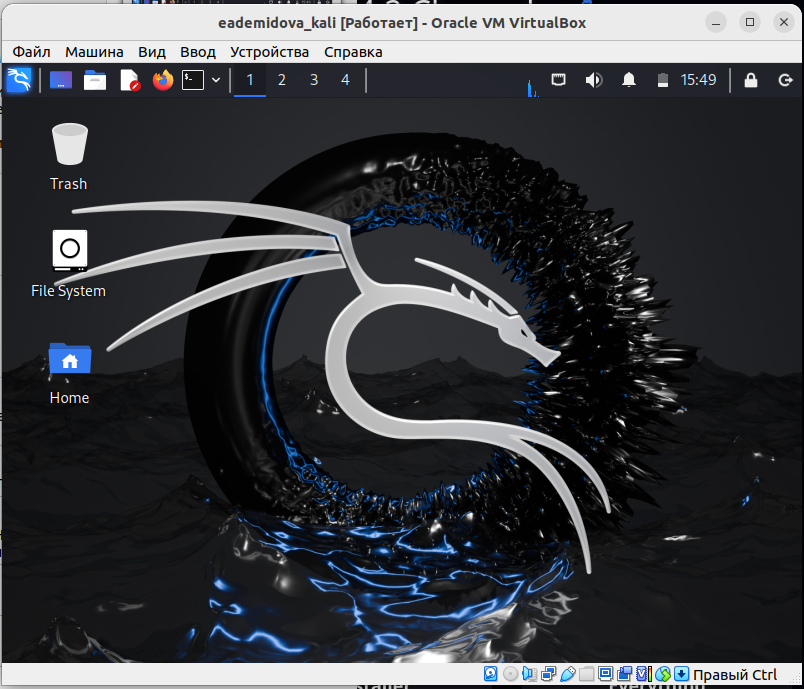 eademidova_kali [Работает] - Oracle VM VirtualBox
Файл Машина Вид Ввод Устройства Справка
1 2 3 4 15:49
Trash
File System
Home
Правый Ctrl